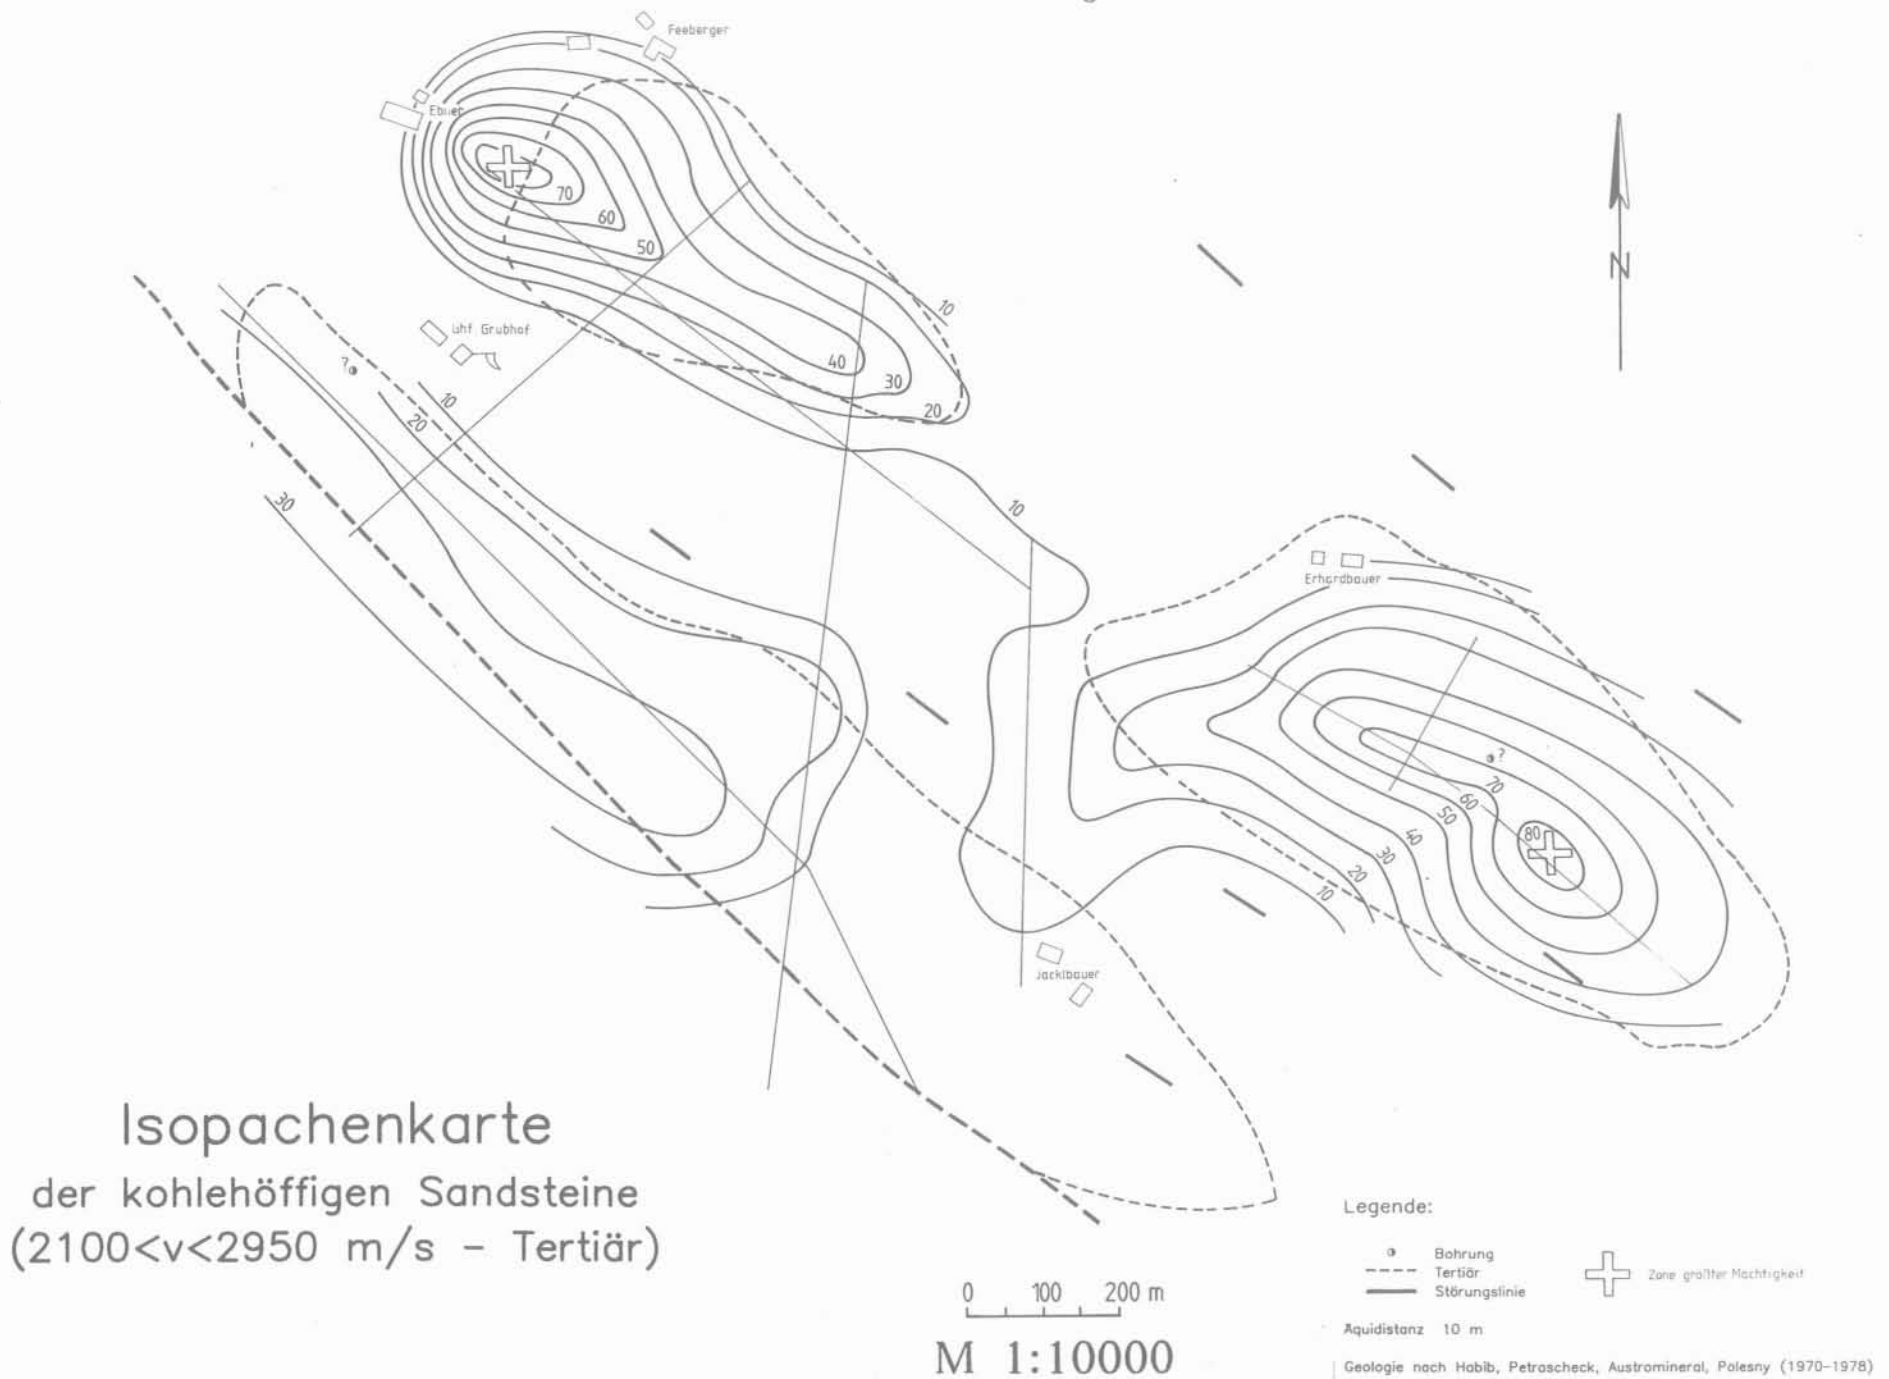 Feeberger
Ebner
70
60
50
N
10
uhf Grubhof
?
40
30
10
20
20
10
30
10
Erhardbauer
?
70
60
50
80
40
30
20
10
Jacklbauer
Isopachenkarte
der kohlehöffigen Sandsteine
(2100<v<2950 m/s - Tertiär)
Legende:
Bohrung
Tertiär
Zone größter Mächtigkeit
Störungslinie
0 100 200 m
Äquidistanz 10 m
M 1:10000
Geologie nach Habib, Petrascheck, Austromineral, Polesny (1970-1978)